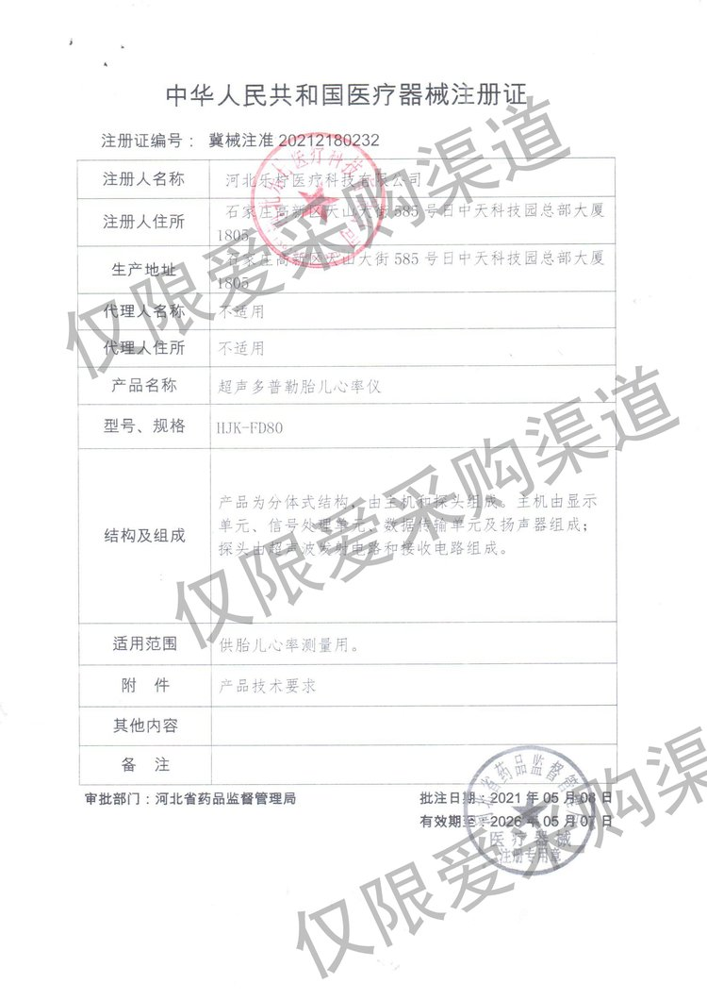 中华人民共和国医疗器械注册证
注册证编号： 冀械注准 20212180232
注册人名称 河北乐柠医疗科技有限公司
注册人住所 石家庄高新区天山大街 585 号日中天科技园总部大厦
1805
生产地址 石家庄高新区天山大街 585 号日中天科技园总部大厦
1805
代理人名称 不适用
代理人住所 不适用
产品名称 超声多普勒胎儿心率仪
型号、规格 HJK-FD80
结构及组成 产品为分体式结构，由主机和探头组成。主机由显示
单元、信号处理单元、数据传输单元及扬声器组成；
探头由超声波发射电路和接收电路组成。
适用范围 供胎儿心率测量用。
附 件 产品技术要求
其他内容
备 注
审批部门：河北省药品监督管理局 批注日期：2021 年 05 月 08 日
有效期至：2026 年 05 月 07 日
河北省药品监督管理局
医疗器械
注册专用章
仅限爱采购渠道
仅限爱采购渠道
仅限爱采购渠道